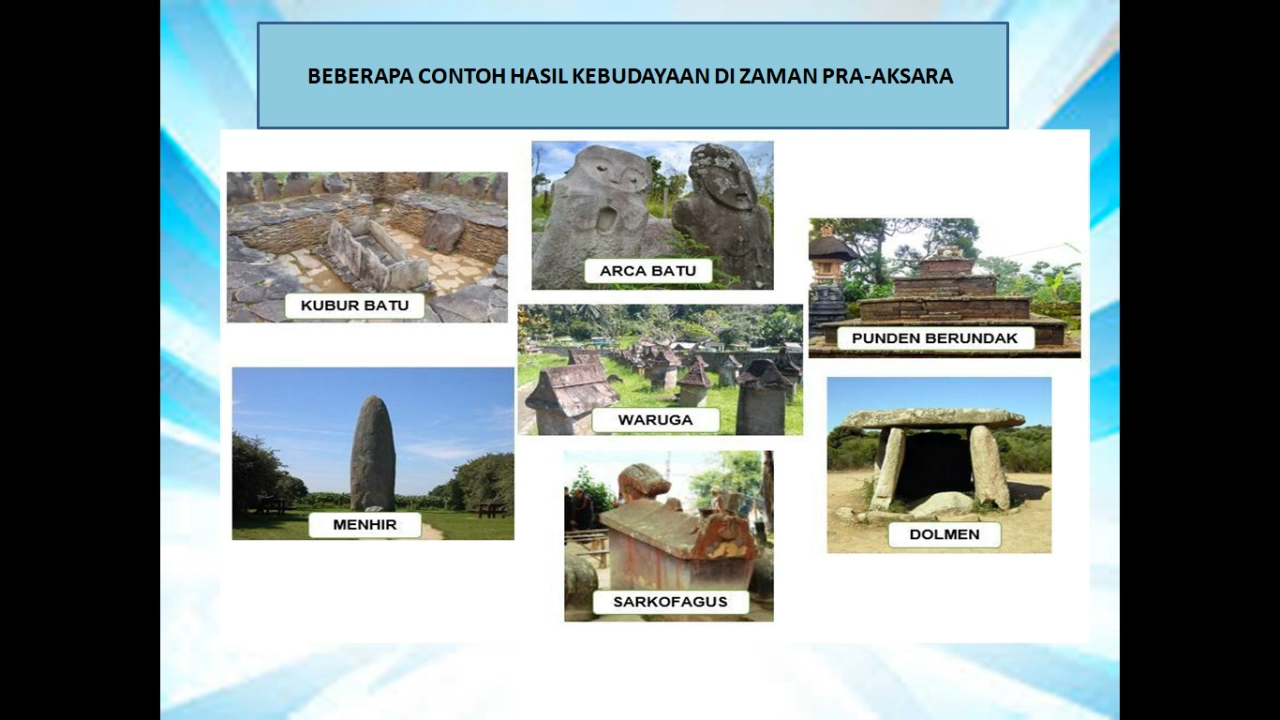 BEBERAPA CONTOH HASIL KEBUDAYAAN DI ZAMAN PRA-AKSARA
KUBUR BATU
ARCA BATU
PUNDEN BERUNDAK
WARUGA
MENHIR
DOLMEN
SARKOFAGUS